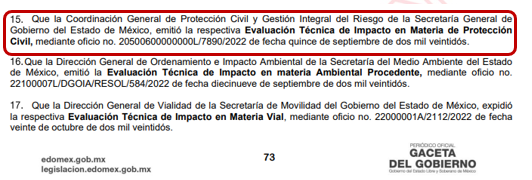 15. Que la Coordinación General de Protección Civil y Gestión Integral del Riesgo de la Secretaría General de
Gobierno del Estado de México, emitió la respectiva Evaluación Técnica de Impacto en Materia de Protección
Civil, mediante oficio no. 20500600000000L/7890/2022 de fecha quince de septiembre de dos mil veintidós.
16. Que la Dirección General de Ordenamiento e Impacto Ambiental de la Secretaría del Medio Ambiente del Estado
de México, emitió la Evaluación Técnica de Impacto en materia Ambiental Procedente, mediante oficio no.
22100007L/DGOIA/RESOL/584/2022 de fecha diecinueve de septiembre de dos mil veintidós.
17. Que la Dirección General de Vialidad de la Secretaría de Movilidad del Gobierno del Estado de México, expidió
la respectiva Evaluación Técnica de Impacto en Materia Vial, mediante oficio no. 22000001A/2112/2022 de fecha
veinte de octubre de dos mil veintidós.
edomex.gob.mx
legislacion.edomex.gob.mx
73
PERIÓDICO OFICIAL
GACETA
DEL GOBIERNO
Gobierno del Estado Libre y Soberano de México